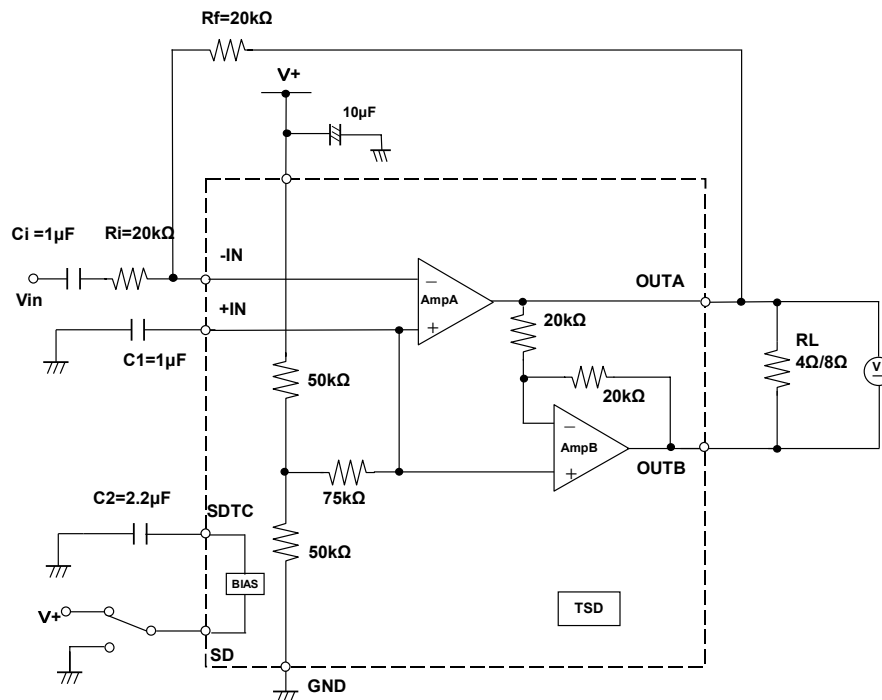 Rf=20kΩ
V+
10µF
Ci =1µF
Ri=20kΩ
-IN
Vin
+IN
C1=1µF
−
AmpA
+
OUTA
20kΩ
RL
4Ω/8Ω
V
50kΩ
20kΩ
−
AmpB
+
OUTB
75kΩ
C2=2.2µF
SDTC
50kΩ
BIAS
TSD
V+
SD
GND